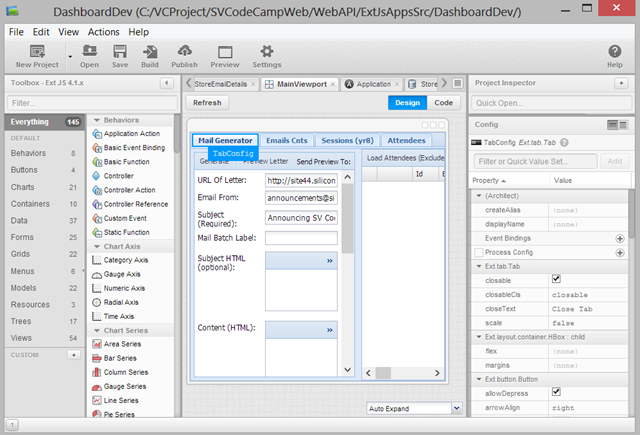 DashboardDev (C:/VCProject/SVCodeCampWeb/WebAPI/ExtJsAppsSrc/DashboardDev/)
File Edit View Actions Help
New Project Open Save Build Publish Preview Settings Help
Toolbox - Ext JS 4.1.x
Filter...
Everything 145
DEFAULT
Behaviors 8
Buttons 4
Charts 21
Containers 10
Data 37
Forms 25
Grids 22
Menus 6
Models 22
Resources 3
Trees 17
Views 54
CUSTOM
Behaviors
Application Action
Basic Event Binding
Basic Function
Controller
Controller Action
Controller Reference
Custom Event
Static Function
Chart Axis
Category Axis
Gauge Axis
Numeric Axis
Radial Axis
Time Axis
Chart Series
Area Series
Bar Series
Column Series
Gauge Series
Line Series
Pie Series
StoreEmailDetails MainViewport Application Store
Refresh Design Code
Mail Generator Emails Cnts Sessions (yr8) Attendees
TabConfig
Generate Preview Letter Send Preview To: Load Attendees (Exclude
Id
URL Of Letter: http://site44.silicon
Email From: announcements@si
Subject (Required): Announcing SV Co
Mail Batch Label:
Subject HTML (optional): »
Content (HTML): »
Auto Expand
Project Inspector
Quick Open...
Config
TabConfig Ext.tab.Tab
Filter or Quick Value Set... Add
Property Value
(Architect)
createAlias (none)
displayName (none)
Event Bindings
Process Config
Ext.tab.Tab
closable
closableCls closable
closeText Close Tab
scale false
Ext.layout.container.HBox : child
flex (none)
margins (none)
Ext.button.Button
allowDepress
arrowAlign right